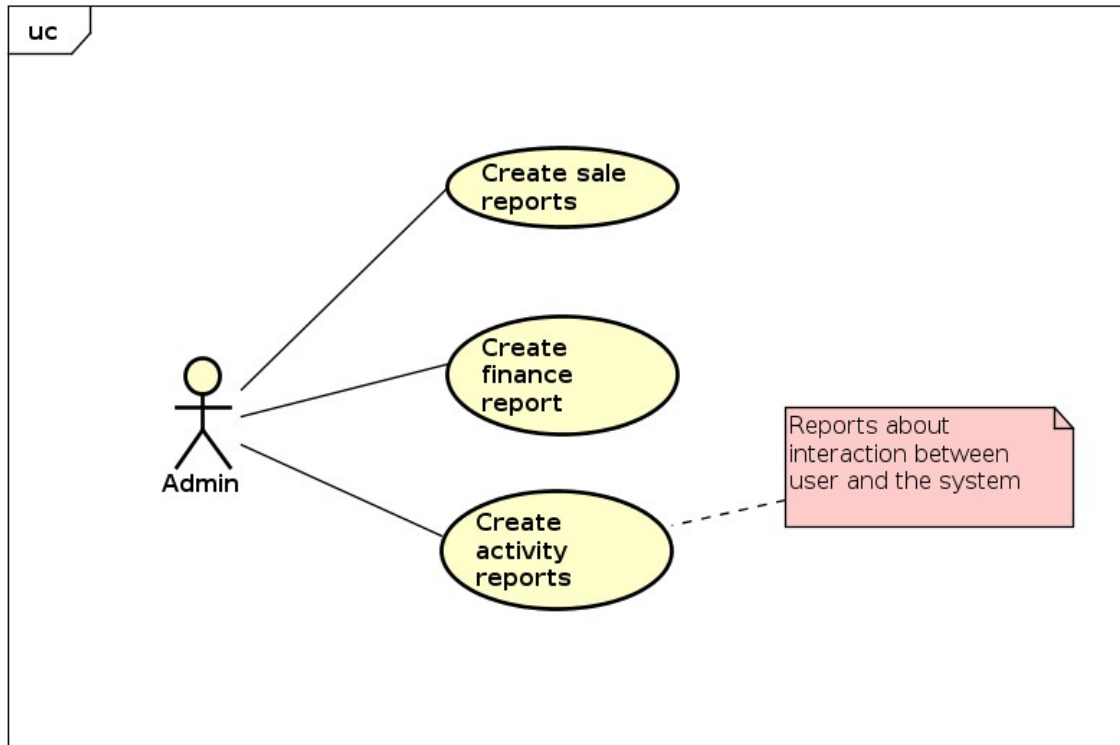 uc
Create sale
reports
Create
finance
report
Admin
Reports about
interaction between
user and the system
Create
activity
reports